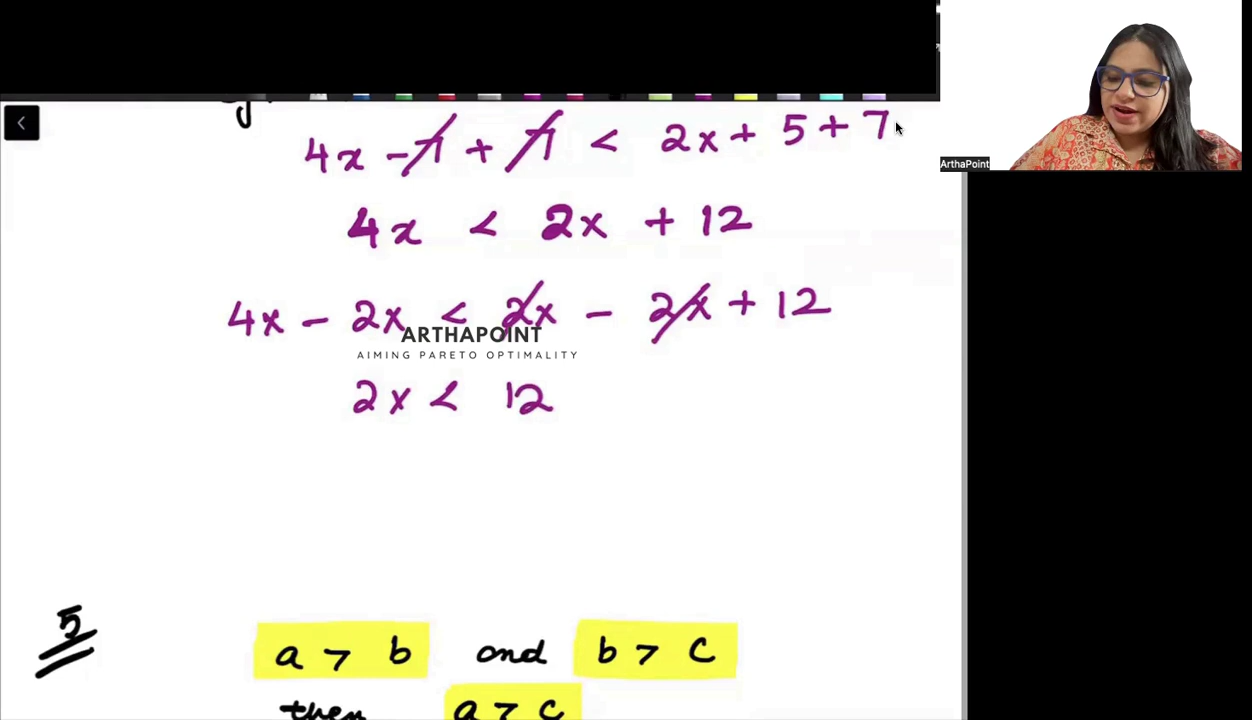 4x - 7 + 7 < 2x + 5 + 7
ArthaPoint
4x < 2x + 12
4x - 2x < 2x - 2x + 12
ARTHAPOINT
AIMING PARETO OPTIMALITY
2x < 12
5
a > b and b > c
then a > c